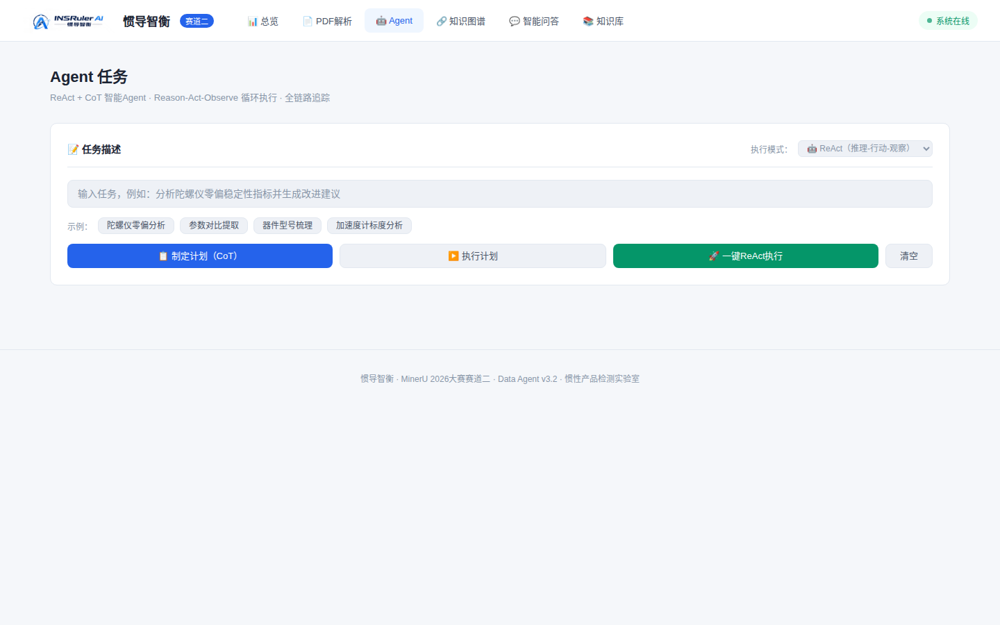 INSRuler AI
惯导智衡
惯导智衡
赛道二
📊 总览
📄 PDF解析
🤖 Agent
🔗 知识图谱
💬 智能问答
📚 知识库
系统在线
Agent 任务
ReAct + CoT 智能Agent · Reason-Act-Observe 循环执行 · 全链路追踪
📝 任务描述
执行模式：
🤖 ReAct（推理-行动-观察）
输入任务，例如：分析陀螺仪零偏稳定性指标并生成改进建议
示例：
陀螺仪零偏分析
参数对比提取
器件型号梳理
加速度计标度分析
📋 制定计划（CoT）
▶️ 执行计划
🚀 一键ReAct执行
清空
惯导智衡 · MinerU 2026大赛赛道二 · Data Agent v3.2 · 惯性产品检测实验室